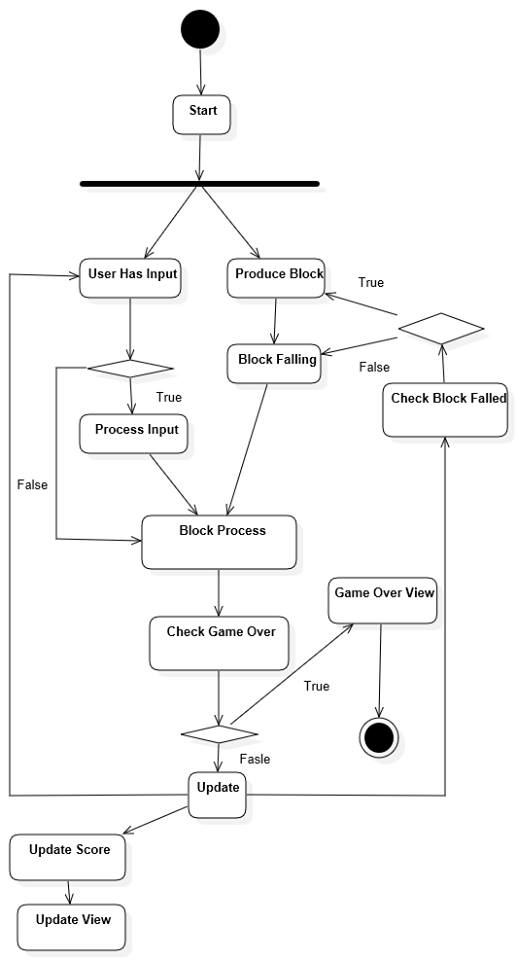 Start
User Has Input
Produce Block
True
Block Falling
False
Check Block Falled
True
Process Input
False
Block Process
Game Over View
Check Game Over
True
Fasle
Update
Update Score
Update View